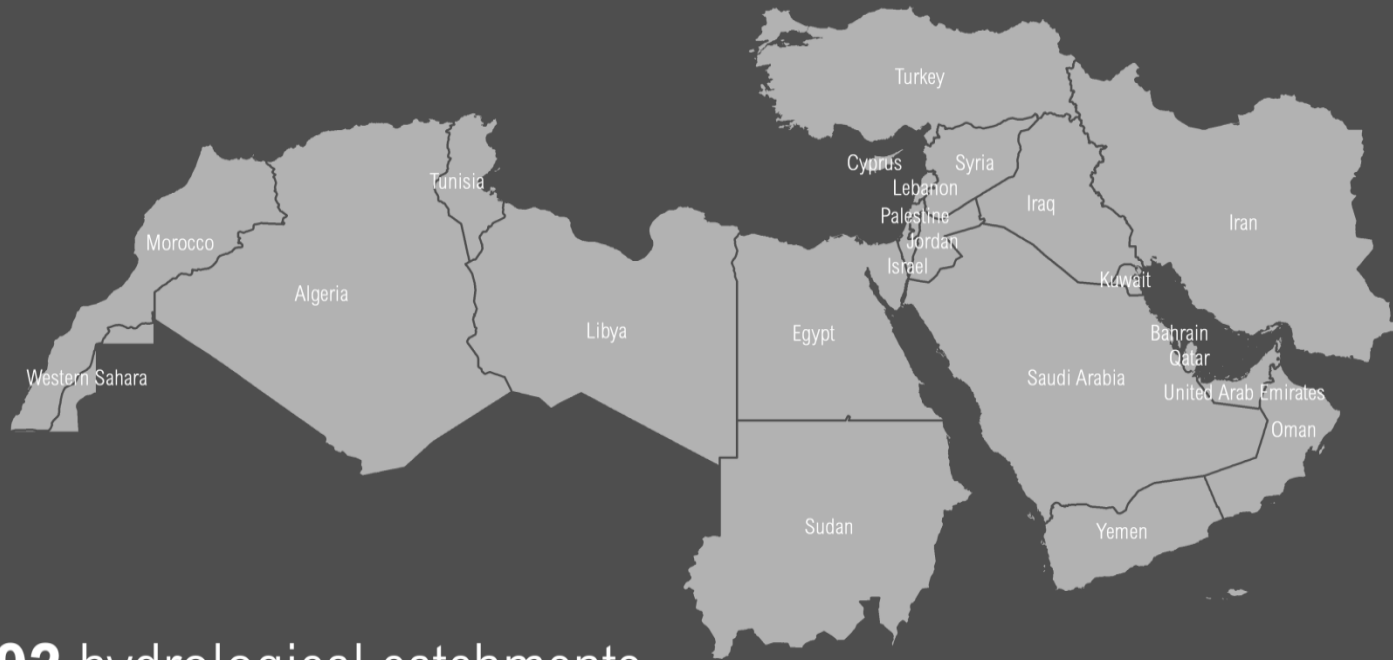 Turkey
Cyprus
Syria
Tunisia
Lebanon
Iraq
Palestine
Iran
Morocco
Jordan
Israel
Kuwait
Algeria
Libya
Egypt
Bahrain
Qatar
Western Sahara
Saudi Arabia
United Arab Emirates
Oman
Sudan
Yemen
hydrological catchments